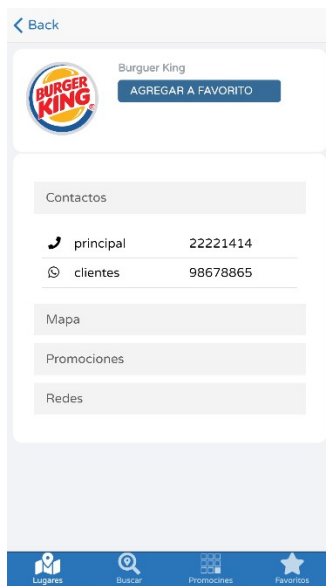 Back
Burguer King
BURGER
KING
AGREGAR A FAVORITO
Contactos
principal 22221414
clientes 98678865
Mapa
Promociones
Redes
Lugares Buscar Promocines Favoritos